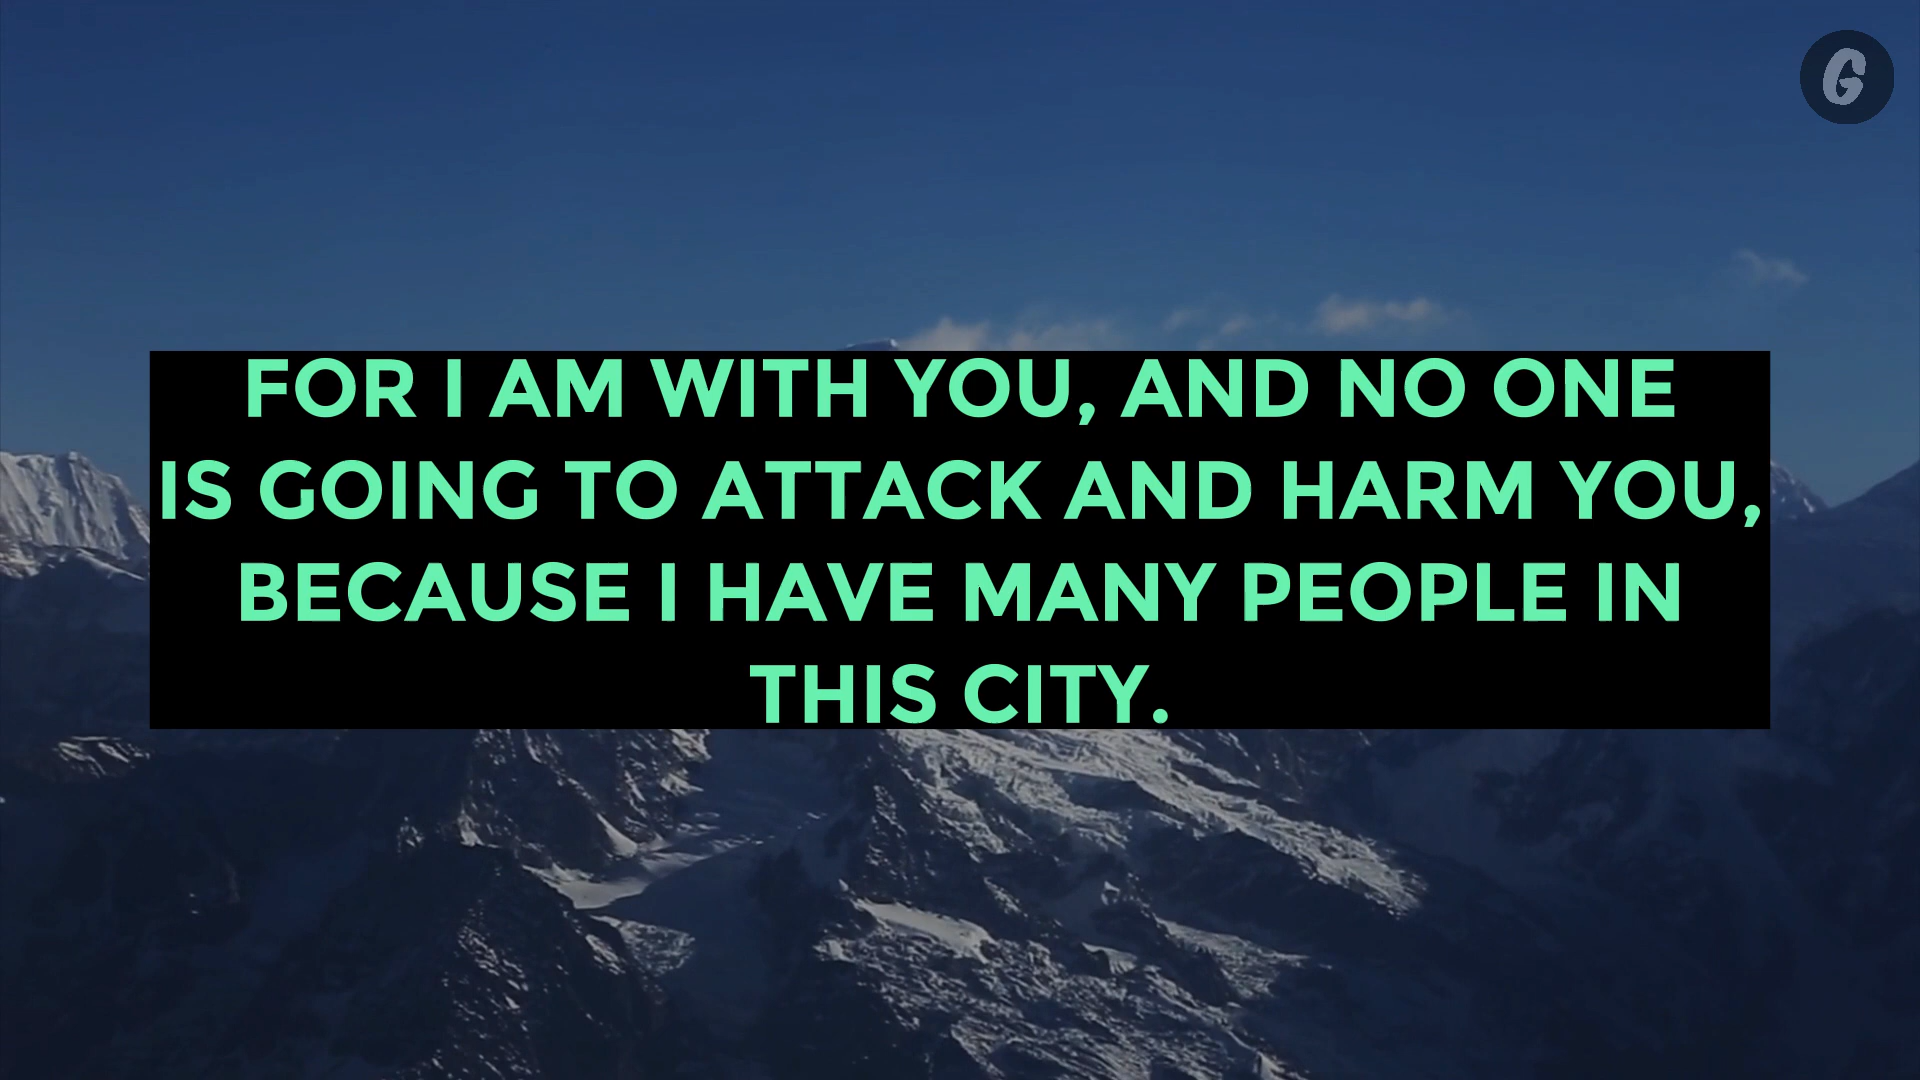 G
FOR I AM WITH YOU, AND NO ONE
IS GOING TO ATTACK AND HARM YOU,
BECAUSE I HAVE MANY PEOPLE IN
THIS CITY.